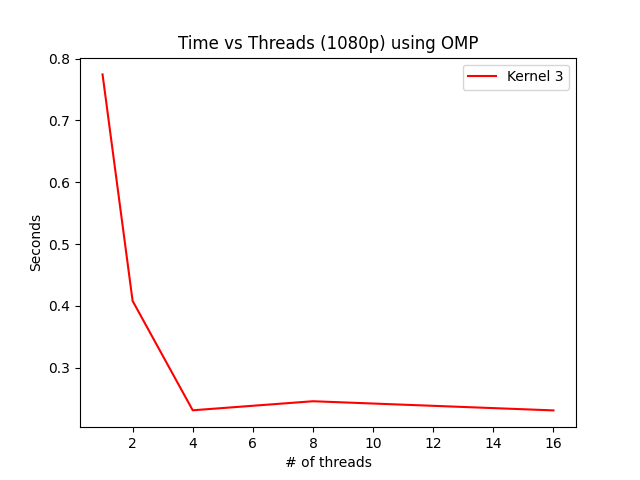 Time vs Threads (1080p) using OMP
Kernel 3
0.8
0.7
0.6
0.5
0.4
0.3
Seconds
2 4 6 8 10 12 14 16
# of threads